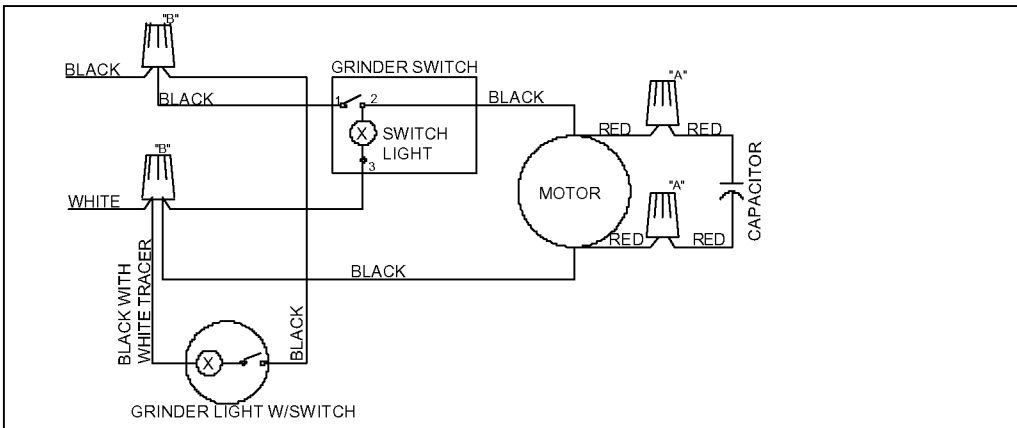 "B"
BLACK
BLACK
GRINDER SWITCH
1
2
SWITCH
LIGHT
3
BLACK
"A"
RED
RED
MOTOR
CAPACITOR
"A"
RED
RED
"B"
WHITE
BLACK
BLACK WITH
WHITE TRACER
BLACK
X
X
GRINDER LIGHT W/SWITCH